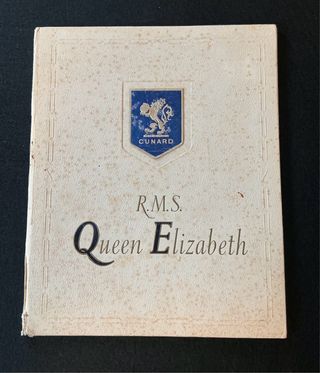 CUNARD
R.M.S.
Queen Elizabeth